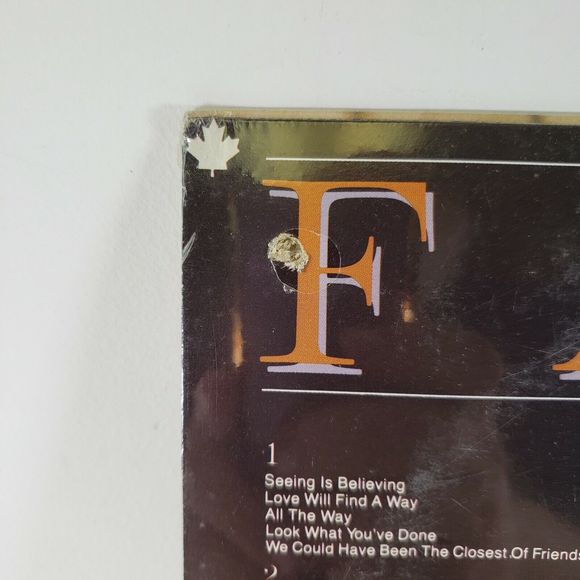 F
1
Seeing Is Believing
Love Will Find A Way
All The Way
Look What You've Done
We Could Have Been The Closest Of Friends
2